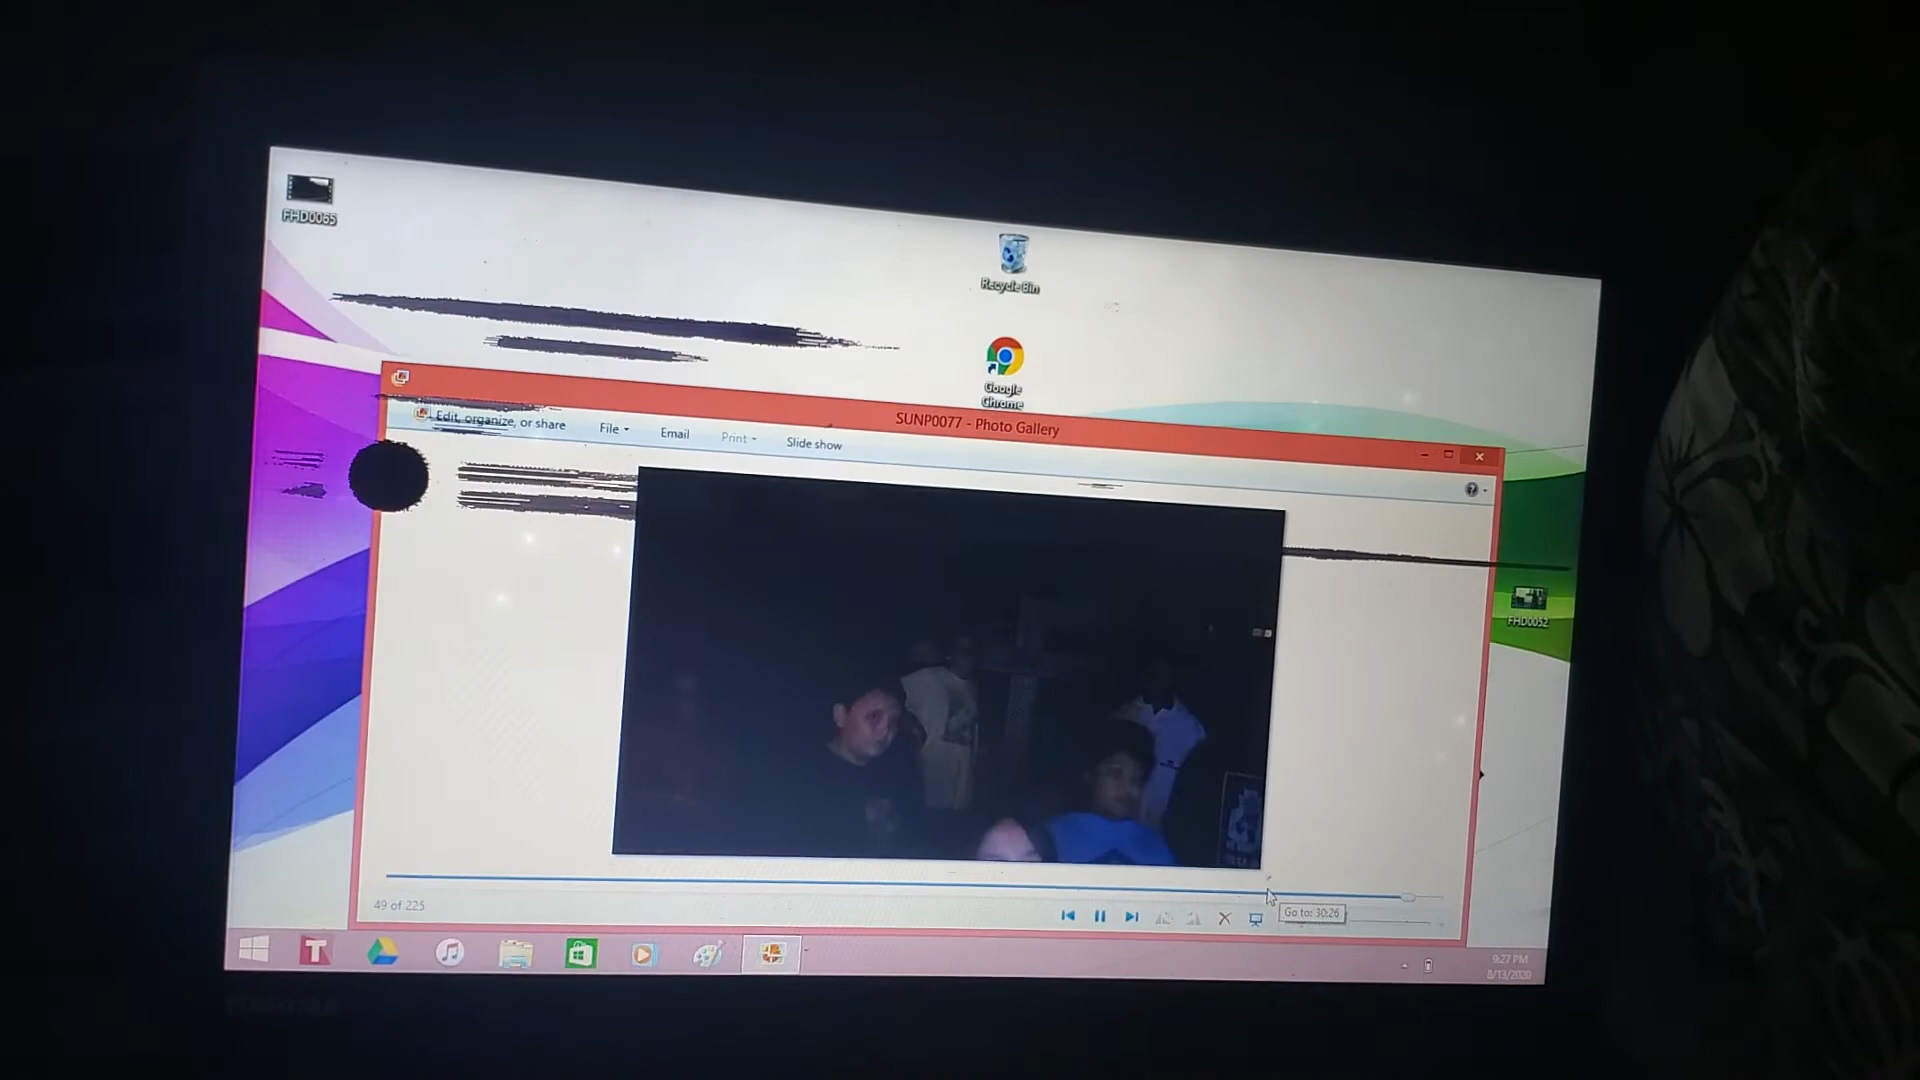 FHD0065
Recycle Bin
Google
Chrome
SUNP0077 - Photo Gallery
Edit, organize, or share
File
Email
Print
Slide show
FHD0052
49 of 225
Go to: 30:26
9:27 PM
8/13/2020